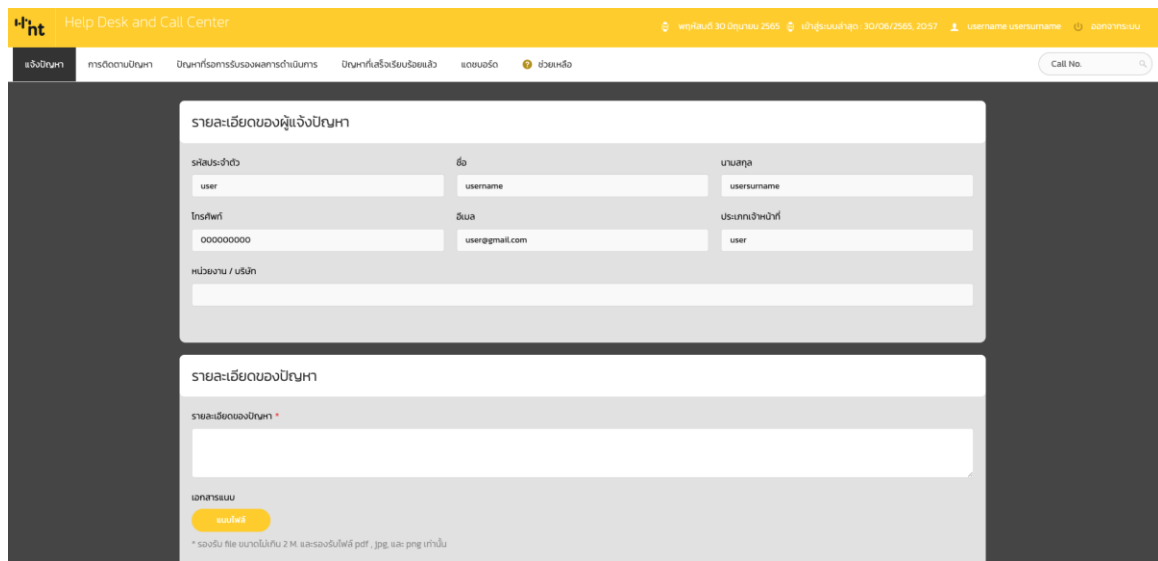 nt Help Desk and Call Center
พฤหัสบดี 30 มิถุนายน 2565 เข้าสู่ระบบล่าสุด : 30/06/2565, 20:57 username usersurname ออกจากระบบ
แจ้งปัญหา การติดตามปัญหา ปัญหาที่รอการรับรองผลการดำเนินการ ปัญหาที่เสร็จเรียบร้อยแล้ว แดชบอร์ด ? ช่วยเหลือ Call No.
รายละเอียดของผู้แจ้งปัญหา
รหัสประจำตัว ชื่อ นามสกุล
user username usersurname
โทรศัพท์ อีเมล ประเภทเจ้าหน้าที่
000000000 user@gmail.com user
หน่วยงาน / บริษัท
รายละเอียดของปัญหา
รายละเอียดของปัญหา *
เอกสารแนบ
แนบไฟล์
* รองรับ file ขนาดไม่เกิน 2 M. และรองรับไฟล์ pdf , jpg, และ png เท่านั้น